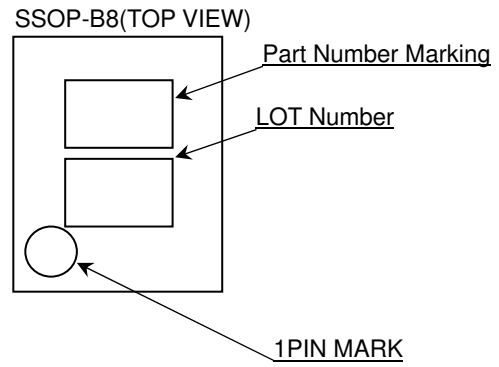 SSOP-B8(TOP VIEW)
Part Number Marking
LOT Number
1PIN MARK